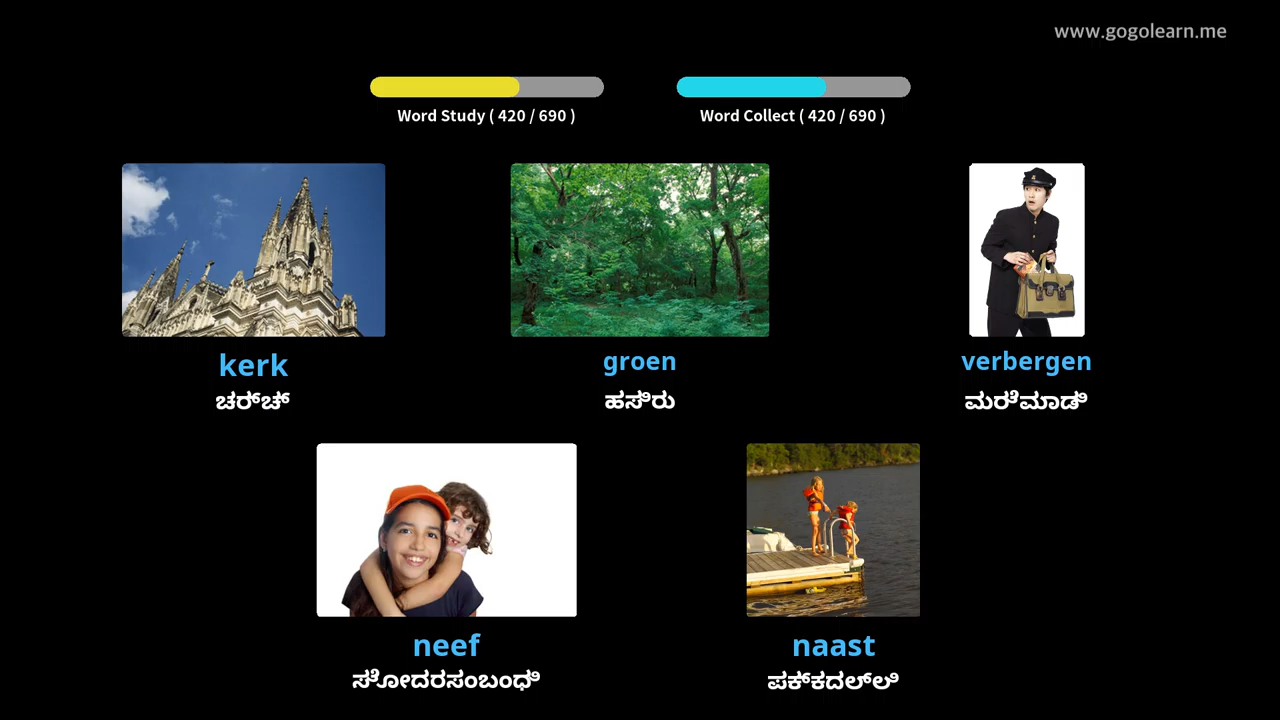 www.gogolearn.me
Word Study ( 420 / 690 )
Word Collect ( 420 / 690 )
kerk
ಚರ್ಚ್
groen
ಹಸಿರು
verbergen
ಮರೆಮಾಡಿ
neef
ಸೋದರಸಂಬಂಧಿ
naast
ಪಕ್ಕದಲ್ಲಿ